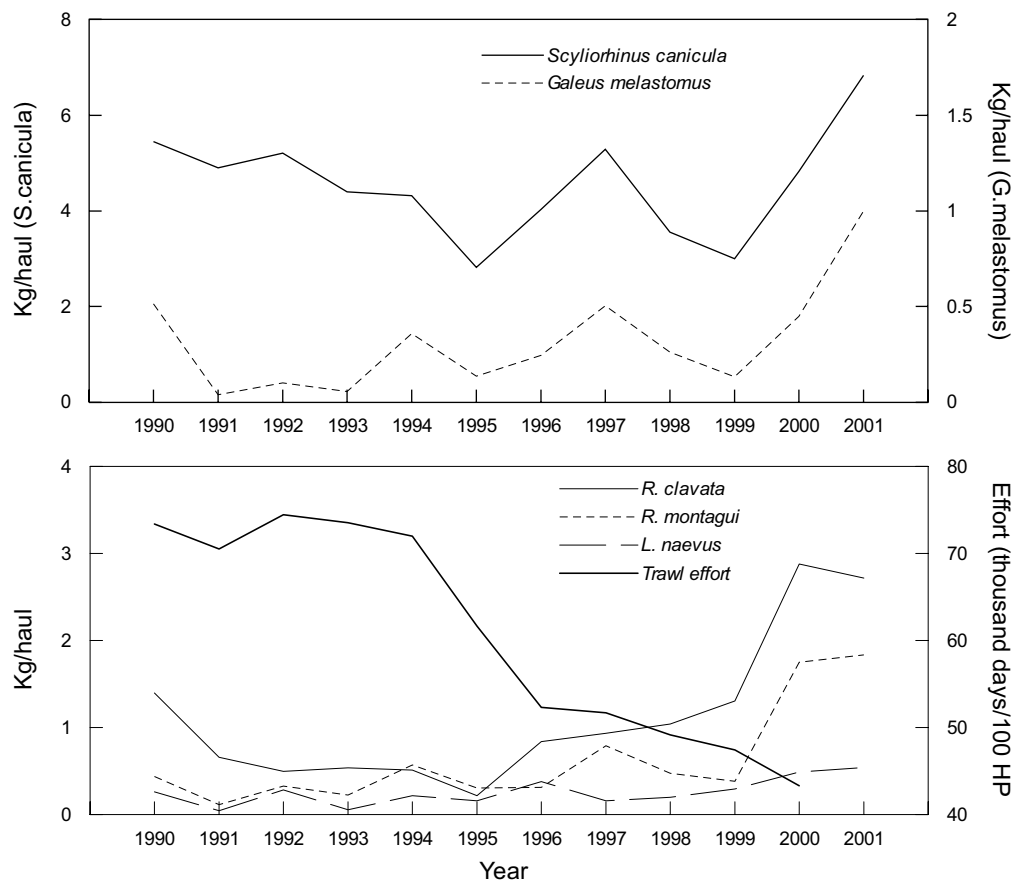 8
6
4
2
0
Kg/haul (S.canicula)
2
1.5
1
0.5
0
Kg/haul (G.melastomus)
Scyliorhinus canicula
Galeus melastomus
1990 1991 1992 1993 1994 1995 1996 1997 1998 1999 2000 2001
4
3
2
1
0
Kg/haul
80
70
60
50
40
Effort (thousand days/100 HP
R. clavata
R. montagui
L. naevus
Trawl effort
1990 1991 1992 1993 1994 1995 1996 1997 1998 1999 2000 2001
Year